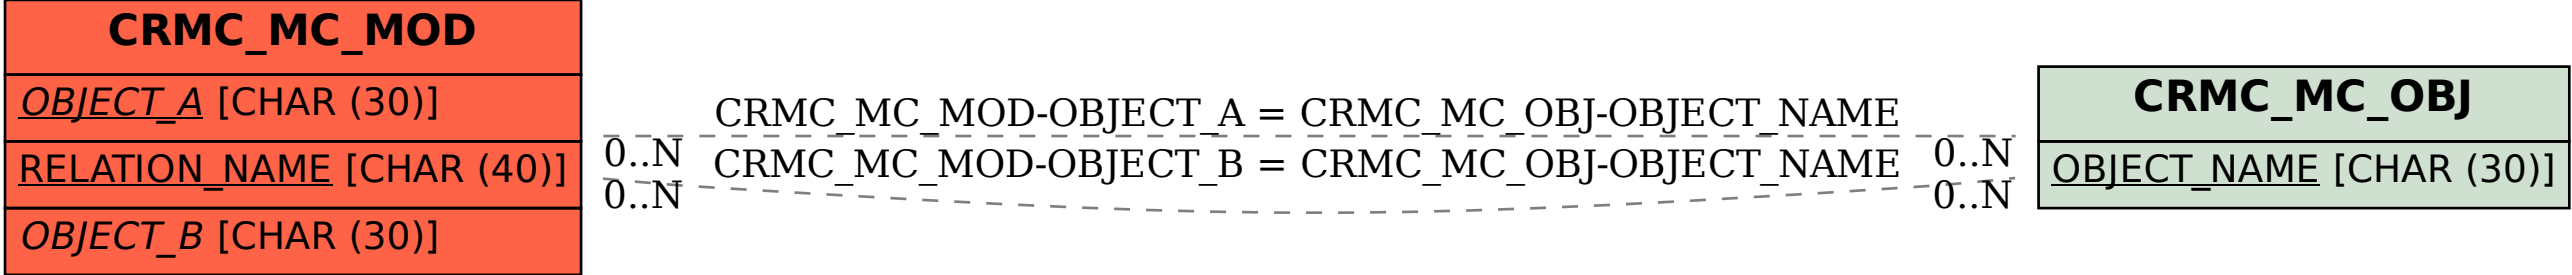 CRMC_MC_MOD
OBJECT_A [CHAR (30)]
RELATION_NAME [CHAR (40)]
OBJECT_B [CHAR (30)]
CRMC_MC_MOD-OBJECT_A = CRMC_MC_OBJ-OBJECT_NAME
0..N
0..N
CRMC_MC_MOD-OBJECT_B = CRMC_MC_OBJ-OBJECT_NAME
0..N
0..N
CRMC_MC_OBJ
OBJECT_NAME [CHAR (30)]